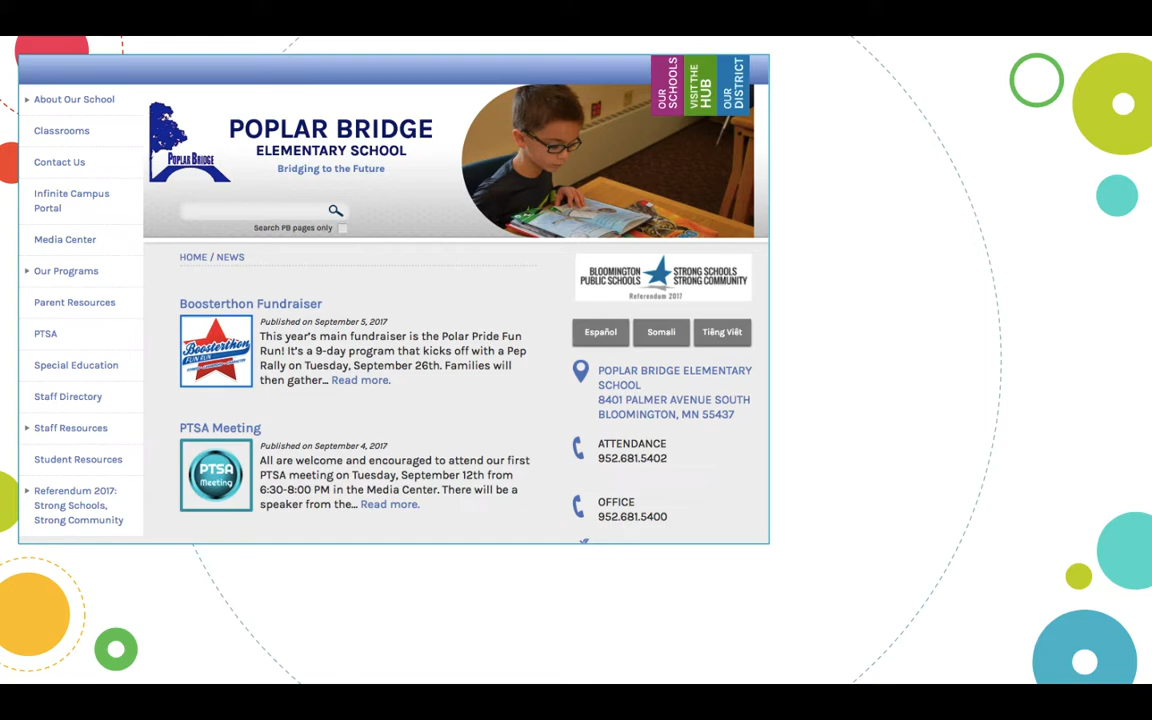 OUR SCHOOLS
VISIT THE HUB
OUR DISTRICT
About Our School
Classrooms
Contact Us
Infinite Campus
Portal
Media Center
Our Programs
Parent Resources
PTSA
Special Education
Staff Directory
Staff Resources
Student Resources
Referendum 2017:
Strong Schools,
Strong Community
POPLAR BRIDGE
POPLAR BRIDGE
ELEMENTARY SCHOOL
Bridging to the Future
Search PB pages only
HOME / NEWS
Boosterthon Fundraiser
Boosterthon
FUN RUN
Published on September 5, 2017
This year's main fundraiser is the Polar Pride Fun
Run! It's a 9-day program that kicks off with a Pep
Rally on Tuesday, September 26th. Families will
then gather... Read more.
PTSA Meeting
PTSA
Meeting
Published on September 4, 2017
All are welcome and encouraged to attend our first
PTSA meeting on Tuesday, September 12th from
6:30-8:00 PM in the Media Center. There will be a
speaker from the... Read more.
BLOOMINGTON PUBLIC SCHOOLS
STRONG SCHOOLS STRONG COMMUNITY
Referendum 2017
Español
Somali
Tiêng Viêt
POPLAR BRIDGE ELEMENTARY
SCHOOL
8401 PALMER AVENUE SOUTH
BLOOMINGTON, MN 55437
ATTENDANCE
952.681.5402
OFFICE
952.681.5400